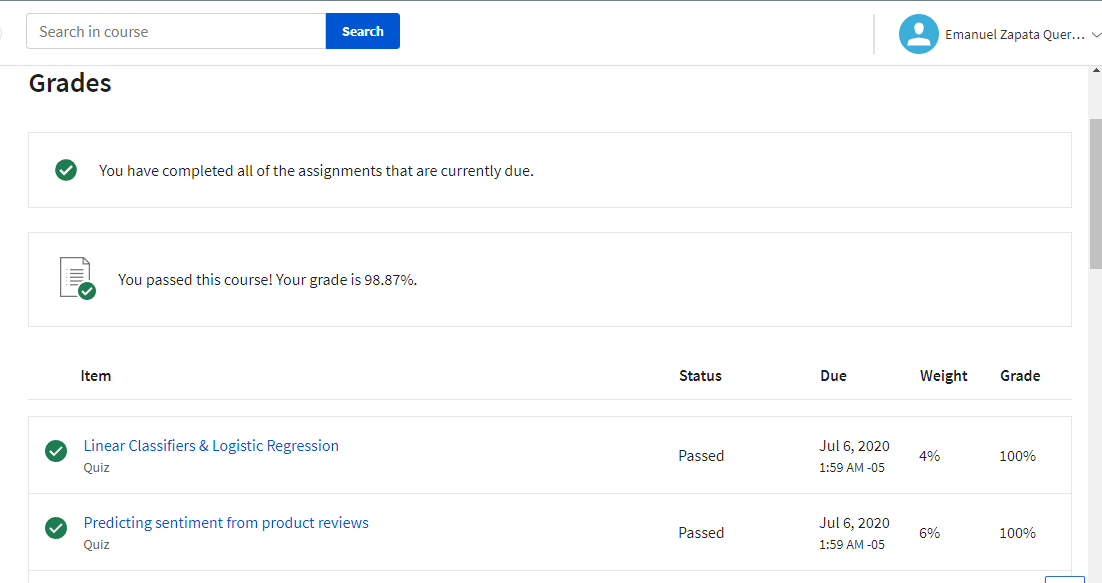 Search in course
Search
Emanuel Zapata Quer...
Grades
You have completed all of the assignments that are currently due.
You passed this course! Your grade is 98.87%.
Item Status Due Weight Grade
Linear Classifiers & Logistic Regression
Quiz
Passed
Jul 6, 2020
1:59 AM -05
4%
100%
Predicting sentiment from product reviews
Quiz
Passed
Jul 6, 2020
1:59 AM -05
6%
100%